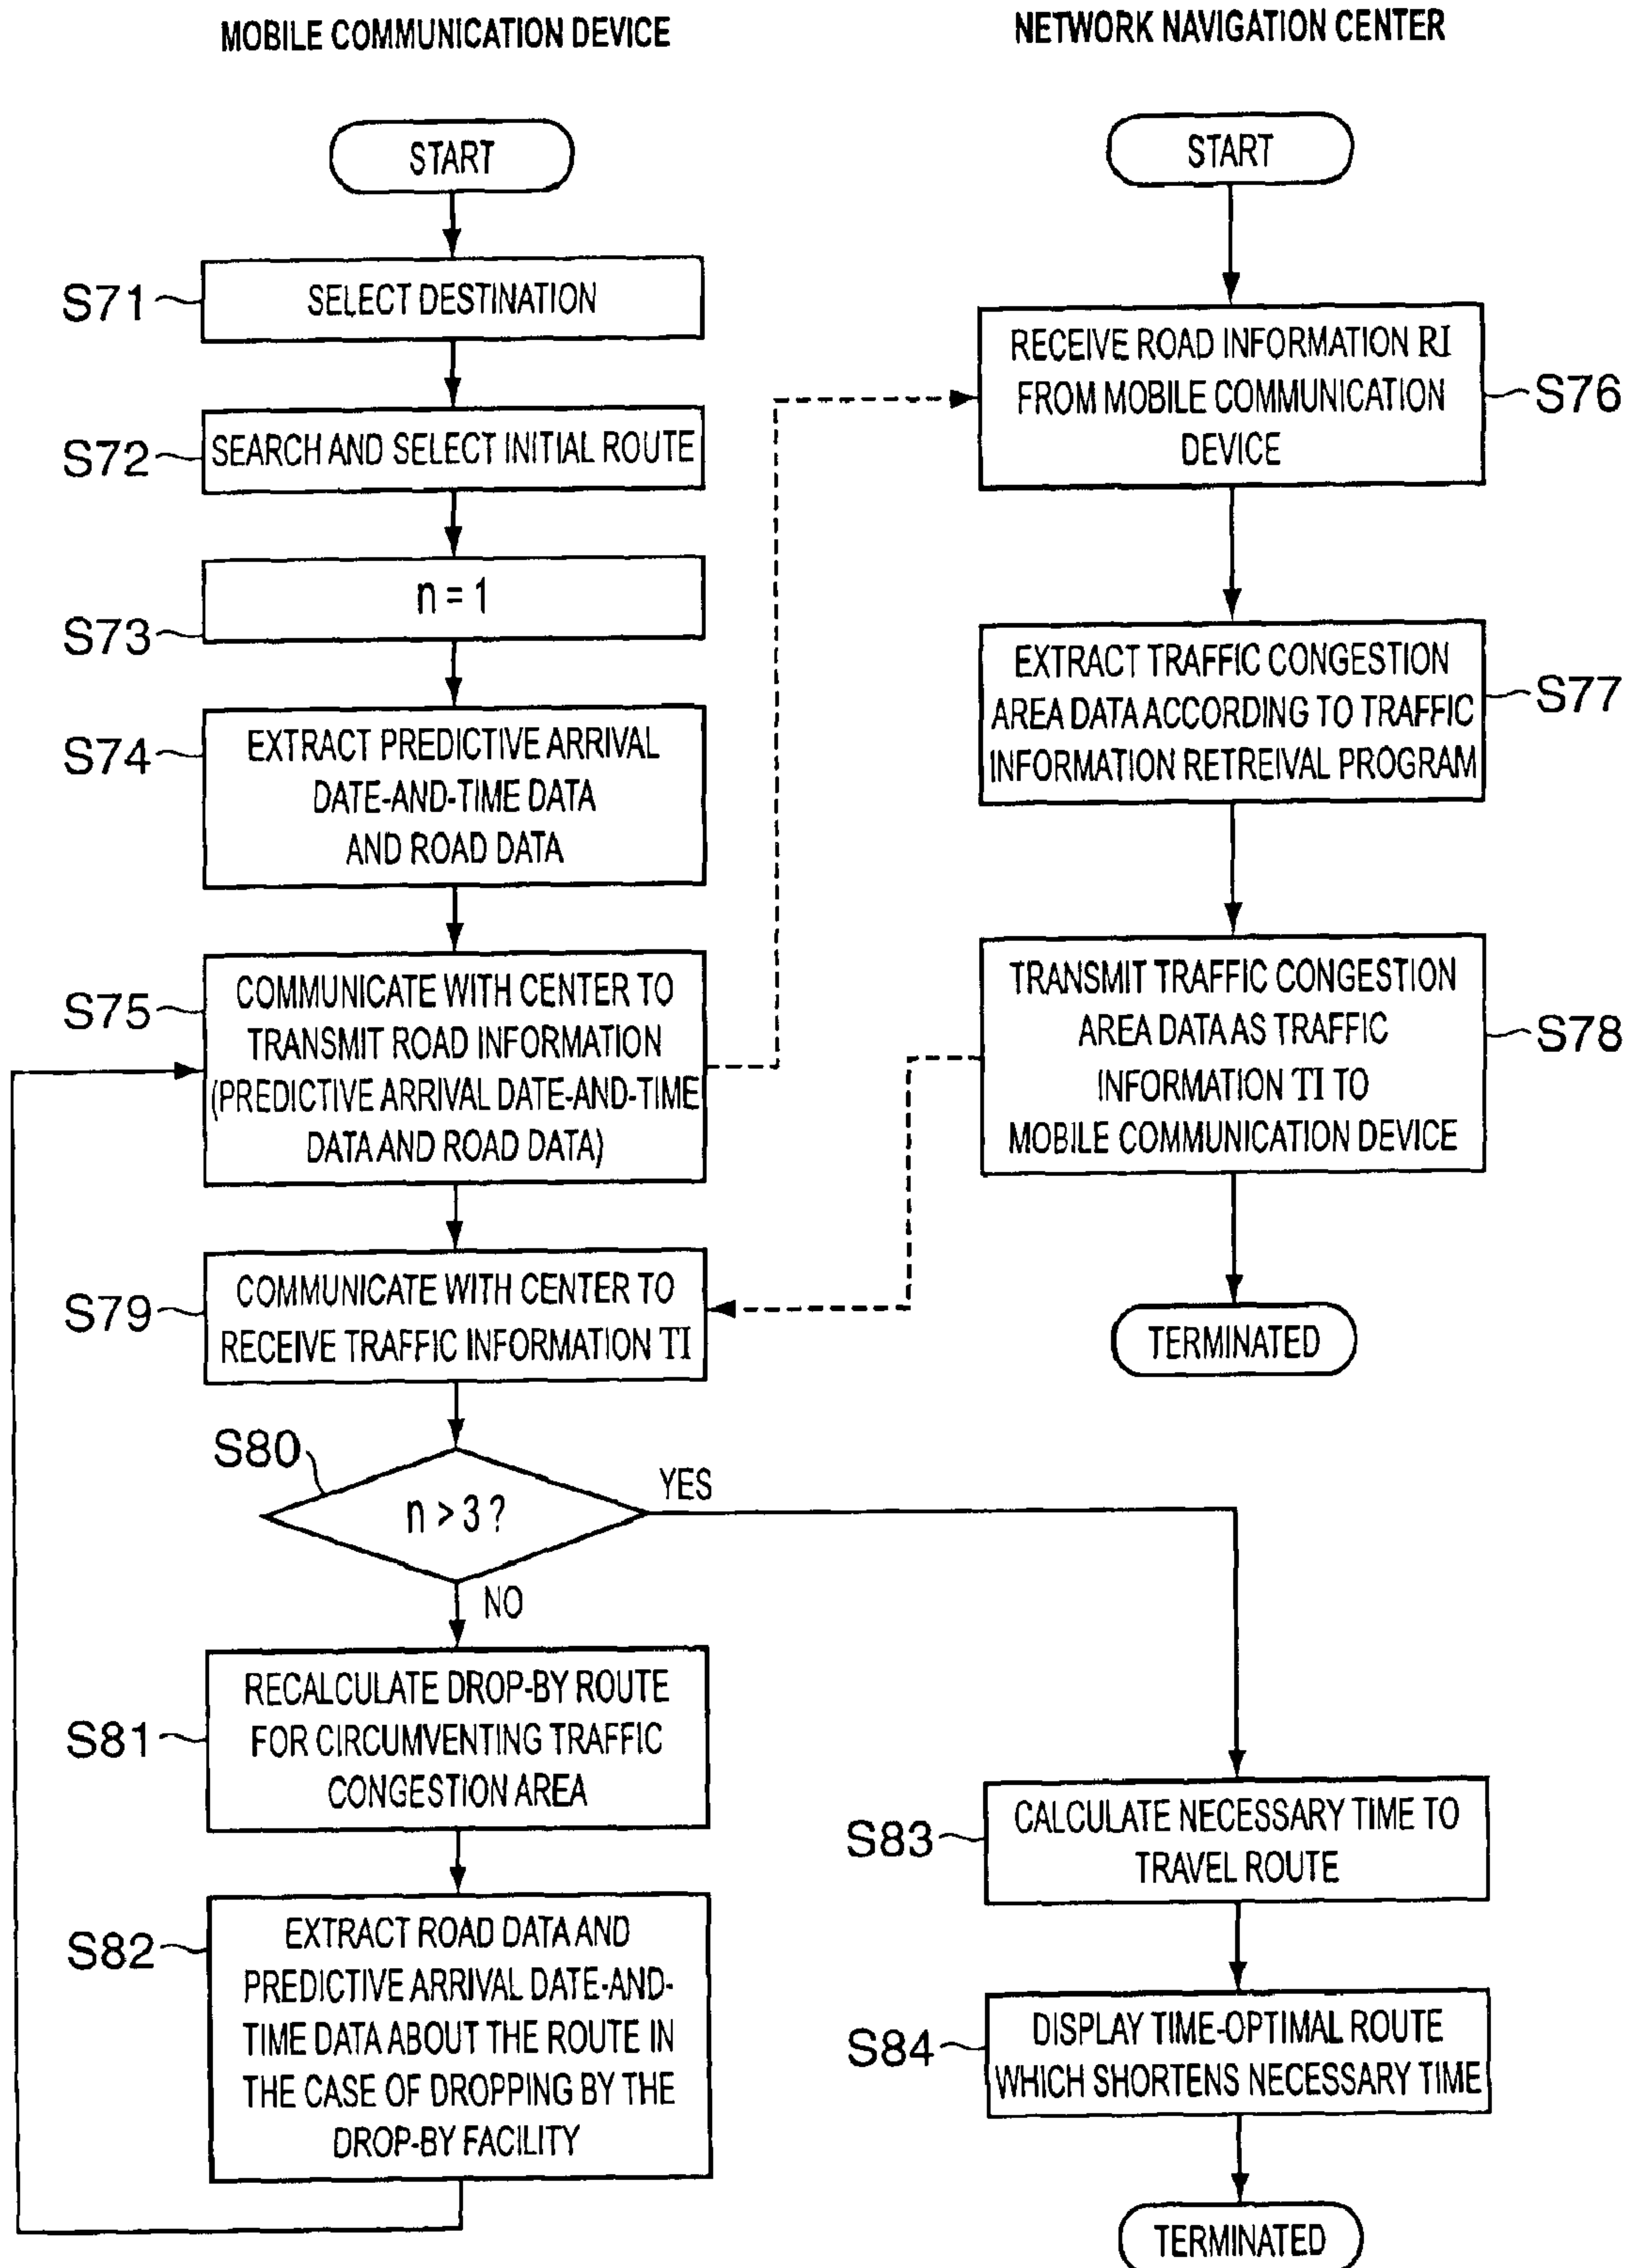 MOBILE COMMUNICATION DEVICE
START
S71
SELECT DESTINATION
S72
SEARCH AND SELECT INITIAL ROUTE
S73
n = 1
S74
EXTRACT PREDICTIVE ARRIVAL
DATE-AND-TIME DATA
AND ROAD DATA
S75
COMMUNICATE WITH CENTER TO
TRANSMIT ROAD INFORMATION
(PREDICTIVE ARRIVAL DATE-AND-TIME
DATA AND ROAD DATA)
S79
COMMUNICATE WITH CENTER TO
RECEIVE TRAFFIC INFORMATION TI
S80
n > 3 ?
YES
NO
S81
RECALCULATE DROP-BY ROUTE
FOR CIRCUMVENTING TRAFFIC
CONGESTION AREA
S82
EXTRACT ROAD DATA AND
PREDICTIVE ARRIVAL DATE-AND-
TIME DATA ABOUT THE ROUTE IN
THE CASE OF DROPPING BY THE
DROP-BY FACILITY
NETWORK NAVIGATION CENTER
START
RECEIVE ROAD INFORMATION RI
FROM MOBILE COMMUNICATION
DEVICE
S76
EXTRACT TRAFFIC CONGESTION
AREA DATA ACCORDING TO TRAFFIC
INFORMATION RETREIVAL PROGRAM
S77
TRANSMIT TRAFFIC CONGESTION
AREA DATA AS TRAFFIC
INFORMATION TI TO
MOBILE COMMUNICATION DEVICE
S78
TERMINATED
S83
CALCULATE NECESSARY TIME TO
TRAVEL ROUTE
S84
DISPLAY TIME-OPTIMAL ROUTE
WHICH SHORTENS NECESSARY TIME
TERMINATED